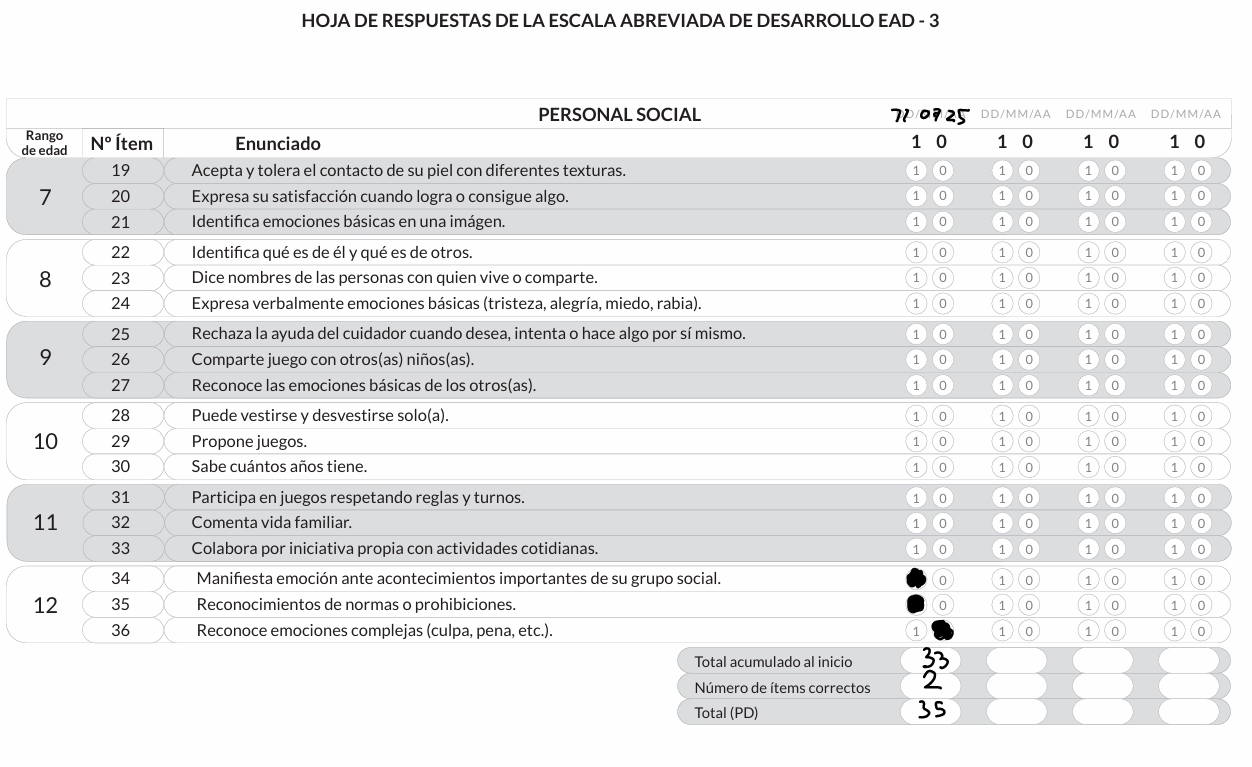 HOJA DE RESPUESTAS DE LA ESCALA ABREVIADA DE DESARROLLO EAD - 3
PERSONAL SOCIAL 09 25 DD/MM/AA DD/MM/AA DD/MM/AA
Rango de edad Nº Ítem Enunciado 1 0 1 0 1 0 1 0
7
19 Acepta y tolera el contacto de su piel con diferentes texturas. 1 0 1 0 1 0 1 0
20 Expresa su satisfacción cuando logra o consigue algo. 1 0 1 0 1 0 1 0
21 Identifica emociones básicas en una imágen. 1 0 1 0 1 0 1 0
8
22 Identifica qué es de él y qué es de otros. 1 0 1 0 1 0 1 0
23 Dice nombres de las personas con quien vive o comparte. 1 0 1 0 1 0 1 0
24 Expresa verbalmente emociones básicas (tristeza, alegría, miedo, rabia). 1 0 1 0 1 0 1 0
9
25 Rechaza la ayuda del cuidador cuando desea, intenta o hace algo por sí mismo. 1 0 1 0 1 0 1 0
26 Comparte juego con otros(as) niños(as). 1 0 1 0 1 0 1 0
27 Reconoce las emociones básicas de los otros(as). 1 0 1 0 1 0 1 0
10
28 Puede vestirse y desvestirse solo(a). 1 0 1 0 1 0 1 0
29 Propone juegos. 1 0 1 0 1 0 1 0
30 Sabe cuántos años tiene. 1 0 1 0 1 0 1 0
11
31 Participa en juegos respetando reglas y turnos. 1 0 1 0 1 0 1 0
32 Comenta vida familiar. 1 0 1 0 1 0 1 0
33 Colabora por iniciativa propia con actividades cotidianas. 1 0 1 0 1 0 1 0
12
34 Manifiesta emoción ante acontecimientos importantes de su grupo social. 0 1 0 1 0 1 0
35 Reconocimientos de normas o prohibiciones. 0 1 0 1 0 1 0
36 Reconoce emociones complejas (culpa, pena, etc.). 1 1 0 1 0 1 0
Total acumulado al inicio 33
Número de ítems correctos 2
Total (PD) 35